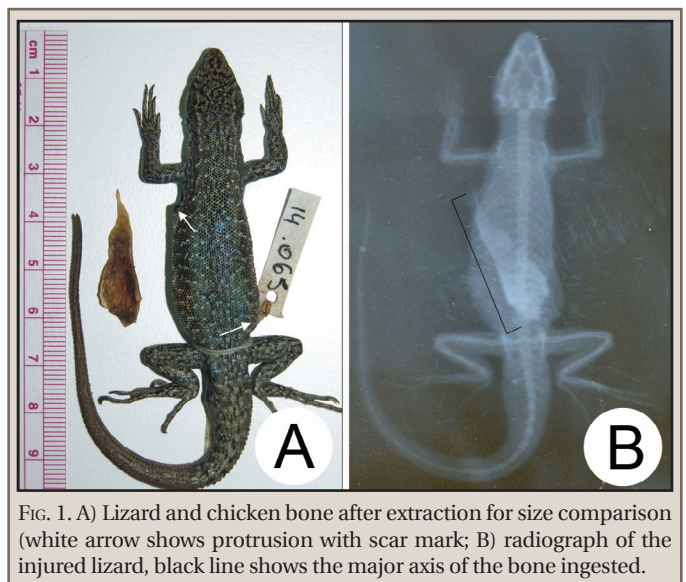 cm
1
2
3
4
5
6
7
8
9
14.065
A
B
FIG. 1. A) Lizard and chicken bone after extraction for size comparison
(white arrow shows protrusion with scar mark; B) radiograph of the
injured lizard, black line shows the major axis of the bone ingested.